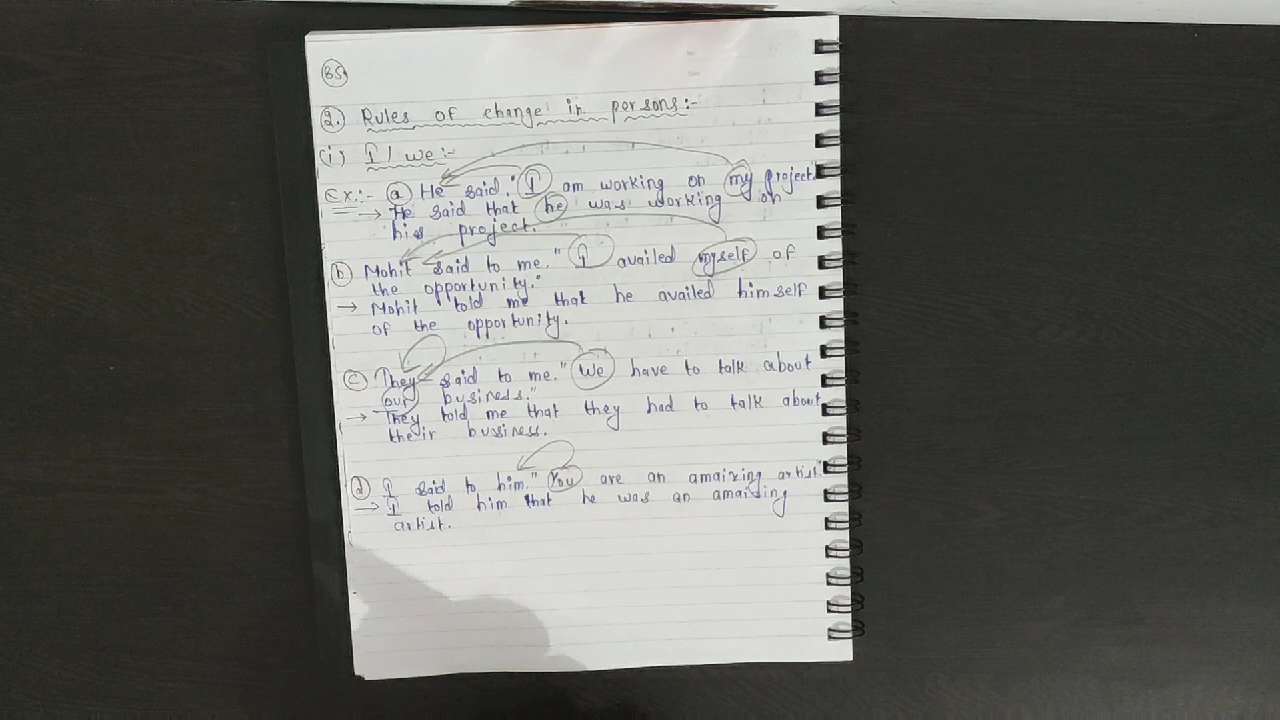 85
2. Rules of change in persons:-
(i) I / we:-
Ex:- (a) He said." I am working on my project."
→ He said that he was working on
his project.
(b) Mohit said to me." I availed myself of
the opportunity."
→ Mohit told me that he availed himself
of the opportunity.
(c) They said to me." We have to talk about
our business."
→ They told me that they had to talk about
their bussiness.
(d) I said to him." You are an amaizing artist."
→ I told him that he was an amaizing
artist.